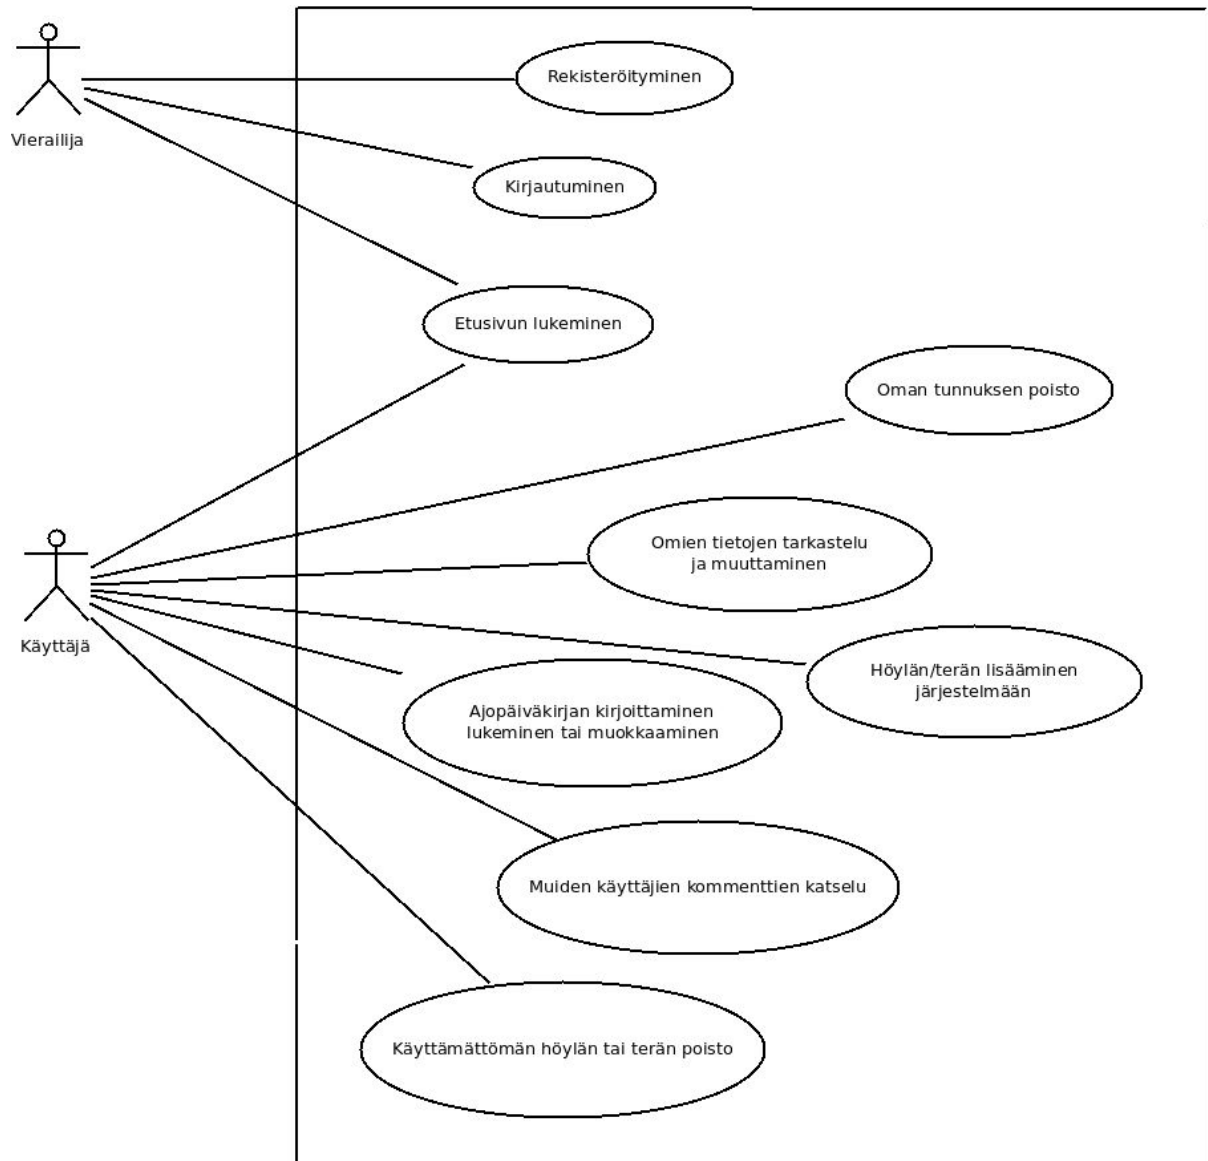 Rekisteröityminen
Vierailija
Kirjautuminen
Etusivun lukeminen
Oman tunnuksen poisto
Omien tietojen tarkastelu
ja muuttaminen
Käyttäjä
Höylän/terän lisääminen
järjestelmään
Ajopäiväkirjan kirjoittaminen
lukeminen tai muokkaaminen
Muiden käyttäjien kommenttien katselu
Käyttämättömän höylän tai terän poisto